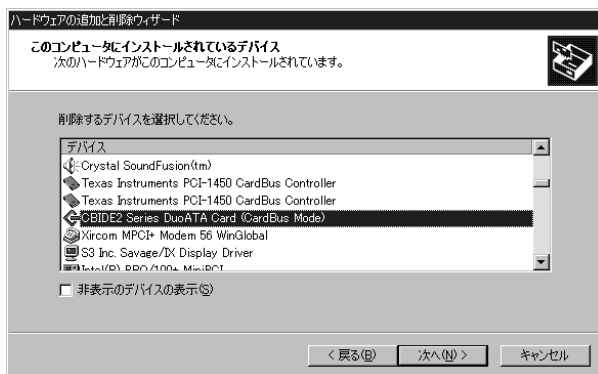 ハードウェアの追加と削除ウィザード
このコンピュータにインストールされているデバイス
次のハードウェアがこのコンピュータにインストールされています。
削除するデバイスを選択してください。
デバイス
Crystal SoundFusion(tm)
Texas Instruments PCI-1450 CardBus Controller
Texas Instruments PCI-1450 CardBus Controller
CBIDE2 Series DuoATA Card (CardBus Mode)
Xircom MPCI+ Modem 56 WinGlobal
S3 Inc. Savage/IX Display Driver
Intel(R) PRO/100+ MiniPCI
非表示のデバイスの表示(S)
< 戻る(B)
次へ(N) >
キャンセル